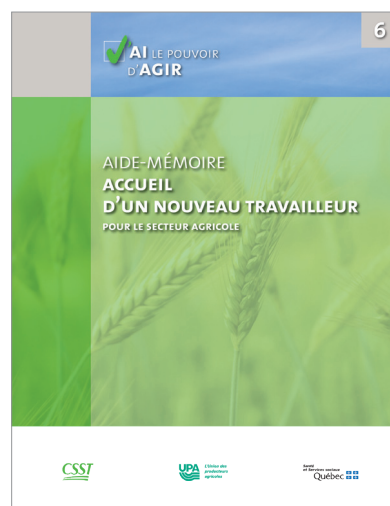 6
AI LE POUVOIR
D'AGIR
AIDE-MÉMOIRE
ACCUEIL
D'UN NOUVEAU TRAVAILLEUR
POUR LE SECTEUR AGRICOLE
CSST
UPA
L'Union des
producteurs
agricoles
Santé
et Services sociaux
Québec